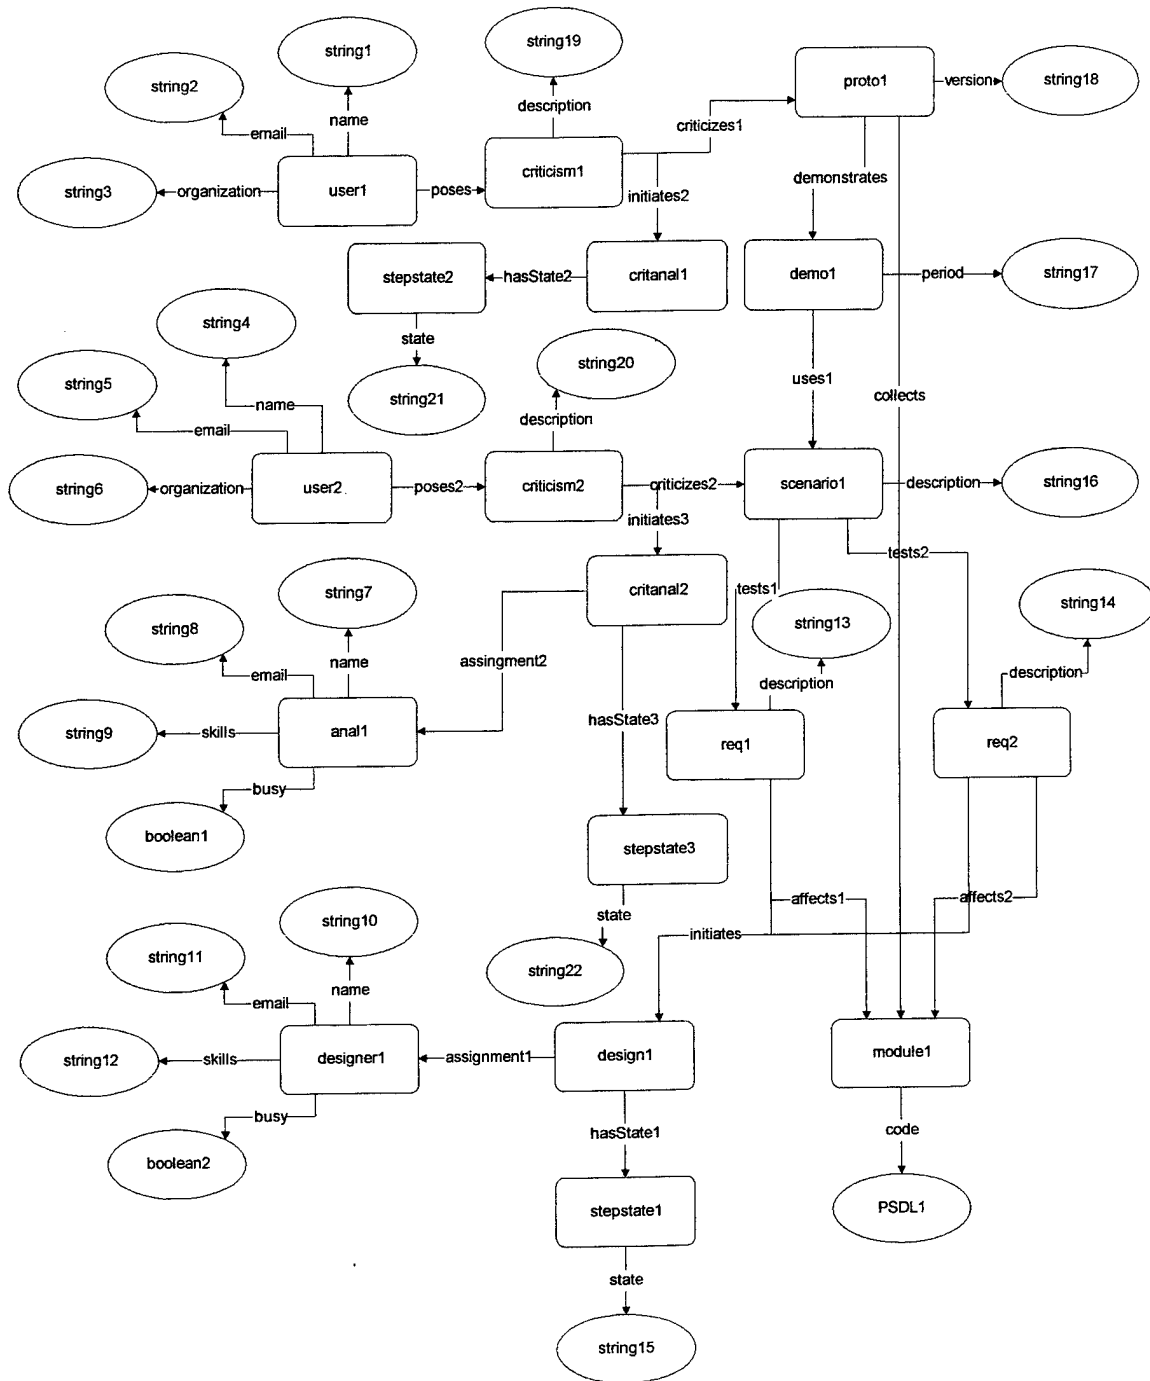 string1
string19
string2
proto1
version
string18
name
description
email
criticizes1
string3
organization
user1
poses
criticism1
demonstrates
initiates2
stepstate2
hasState2
critanal1
demo1
period
string17
string4
state
string20
string5
uses1
string21
collects
name
description
email
string6
organization
user2
poses2
criticism2
criticizes2
scenario1
description
string16
initiates3
tests2
string7
critanal2
tests1
string14
string8
string13
name
assingment2
email
description
description
string9
skills
anal1
hasState3
req1
req2
busy
boolean1
stepstate3
affects1
affects2
string10
state
initiates
string11
string22
name
email
string12
skills
designer1
assignment1
design1
module1
busy
hasState1
code
boolean2
stepstate1
PSDL1
state
string15